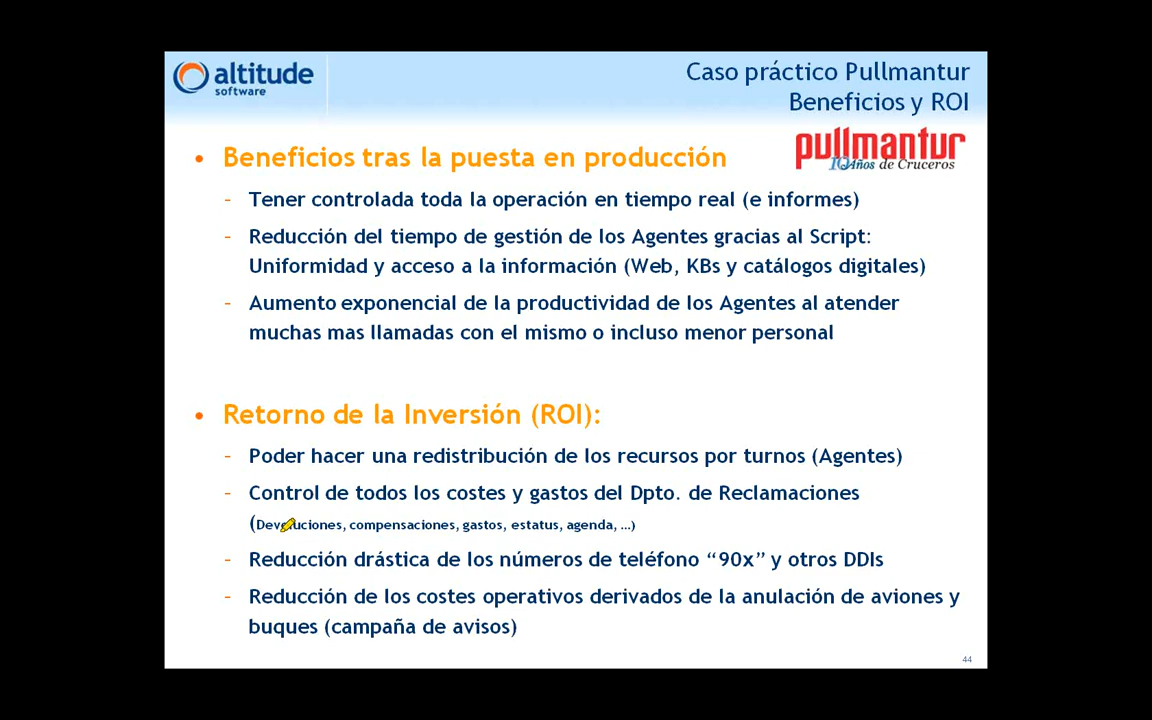 altitude
software
Caso práctico Pullmantur
Beneficios y ROI
pullmantur
10 Años de Cruceros
• Beneficios tras la puesta en producción
- Tener controlada toda la operación en tiempo real (e informes)
- Reducción del tiempo de gestión de los Agentes gracias al Script:
Uniformidad y acceso a la información (Web, KBs y catálogos digitales)
- Aumento exponencial de la productividad de los Agentes al atender
muchas mas llamadas con el mismo o incluso menor personal
• Retorno de la Inversión (ROI):
- Poder hacer una redistribución de los recursos por turnos (Agentes)
- Control de todos los costes y gastos del Dpto. de Reclamaciones
(Devoluciones, compensaciones, gastos, estatus, agenda, ...)
- Reducción drástica de los números de teléfono “90x” y otros DDIs
- Reducción de los costes operativos derivados de la anulación de aviones y
buques (campaña de avisos)
44